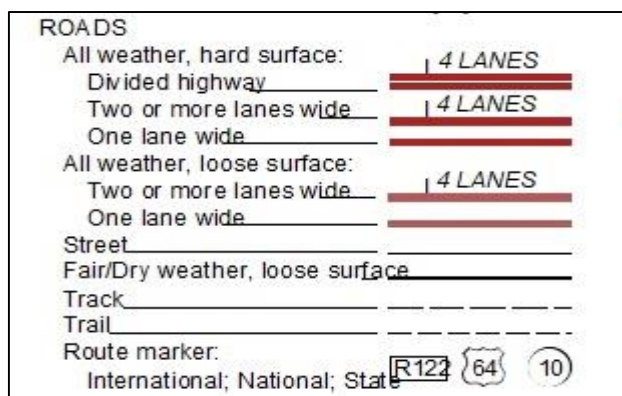 ROADS
All weather, hard surface:
4 LANES
Divided highway
Two or more lanes wide 4 LANES
One lane wide
All weather, loose surface:
Two or more lanes wide 4 LANES
One lane wide
Street
Fair/Dry weather, loose surface
Track
Trail
Route marker:
R122 64 10
International; National; State